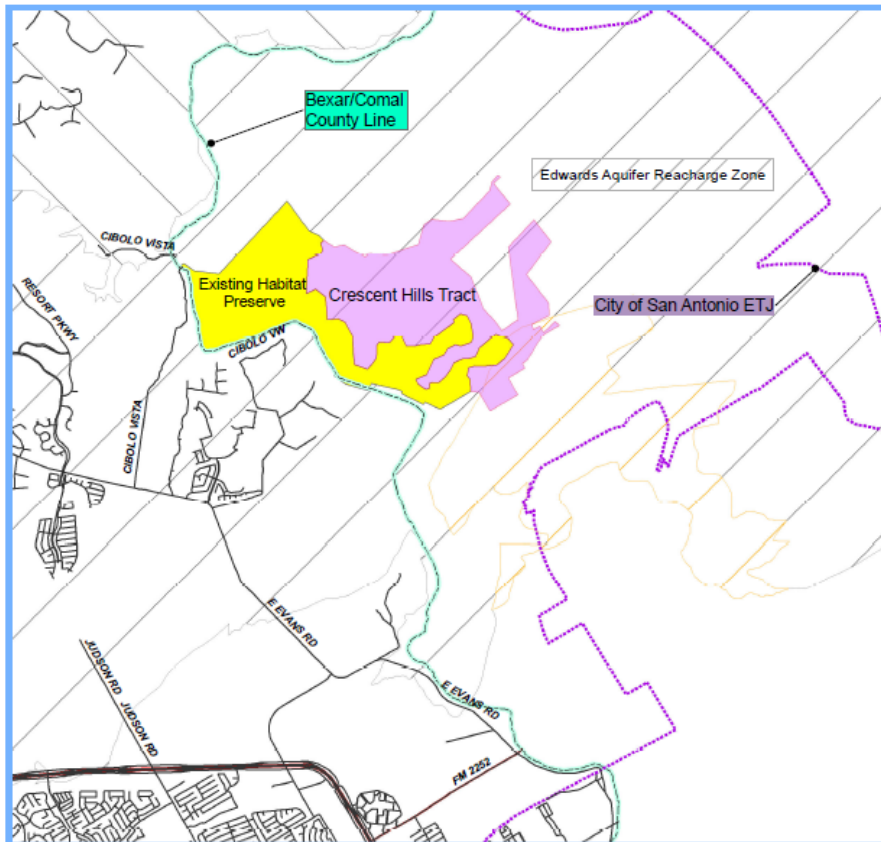 Bexar/Comal
County Line
Edwards Aquifer Reacharge Zone
CIBOLO VISTA
Existing Habitat
Preserve
Crescent Hills Tract
City of San Antonio ETJ
RESORT PKWY
CIBOLO VW
CIBOLO VISTA
E EVANS RD
JUDSON RD
JUDSON RD
E EVANS RD
FM 2252